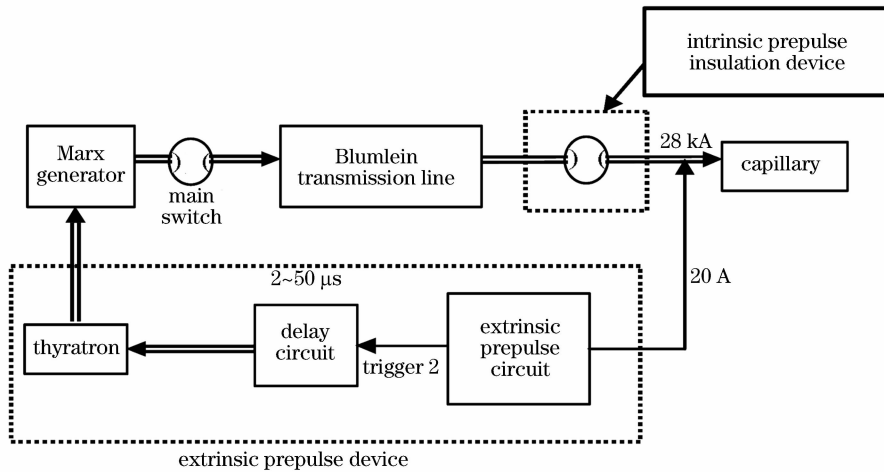 intrinsic prepulse
insulation device
Marx
generator
main
switch
Blumlein
transmission line
28 kA
capillary
2~50 μs
20 A
thyratron
delay
circuit
trigger 2
extrinsic
prepulse
circuit
extrinsic prepulse device